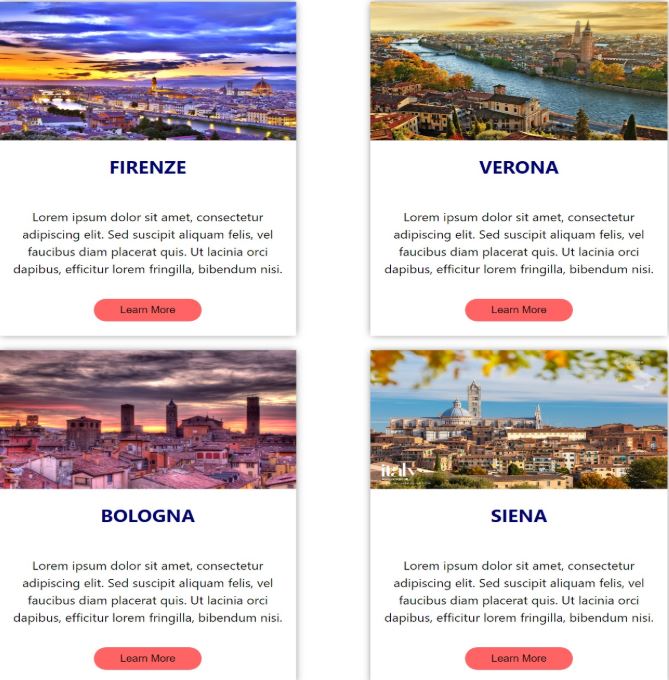 FIRENZE
Lorem ipsum dolor sit amet, consectetur
adipiscing elit. Sed suscipit aliquam felis, vel
faucibus diam placerat quis. Ut lacinia orci
dapibus, efficitur lorem fringilla, bibendum nisi.
Learn More
VERONA
Lorem ipsum dolor sit amet, consectetur
adipiscing elit. Sed suscipit aliquam felis, vel
faucibus diam placerat quis. Ut lacinia orci
dapibus, efficitur lorem fringilla, bibendum nisi.
Learn More
BOLOGNA
Lorem ipsum dolor sit amet, consectetur
adipiscing elit. Sed suscipit aliquam felis, vel
faucibus diam placerat quis. Ut lacinia orci
dapibus, efficitur lorem fringilla, bibendum nisi.
Learn More
italy
SIENA
Lorem ipsum dolor sit amet, consectetur
adipiscing elit. Sed suscipit aliquam felis, vel
faucibus diam placerat quis. Ut lacinia orci
dapibus, efficitur lorem fringilla, bibendum nisi.
Learn More